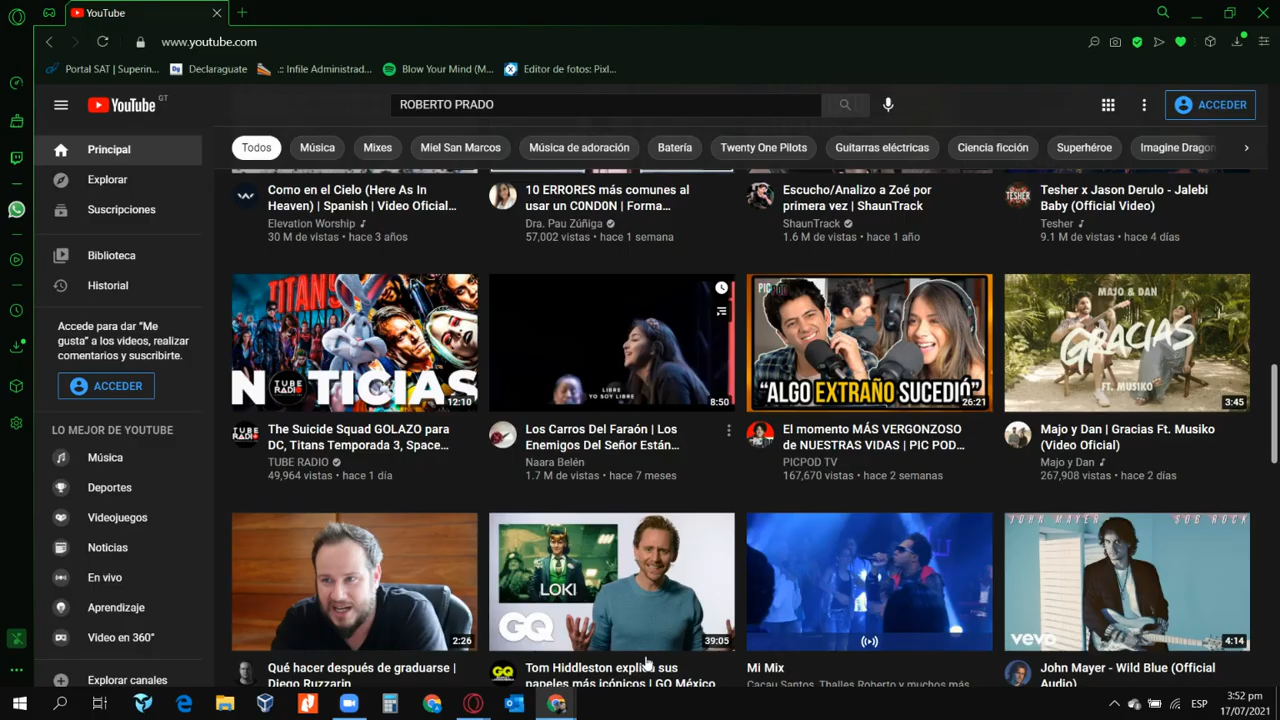 YouTube
www.youtube.com
Portal SAT | Superin...
Declaraguate
.:: Infile Administrad...
Blow Your Mind (M...
Editor de fotos: Pixl...
YouTube GT
ROBERTO PRADO
ACCEDER
Principal
Explorar
Suscripciones
Biblioteca
Historial
Accede para dar “Me
gusta” a los videos, realizar
comentarios y suscribirte.
ACCEDER
LO MEJOR DE YOUTUBE
Música
Deportes
Videojuegos
Noticias
En vivo
Aprendizaje
Video en 360°
Explorar canales
Todos
Música
Mixes
Miel San Marcos
Música de adoración
Batería
Twenty One Pilots
Guitarras eléctricas
Ciencia ficción
Superhéroe
Imagine Dragon
Como en el Cielo (Here As In
Heaven) Spanish | Video Oficial...
Elevation Worship
30 M de vistas • hace 3 años
10 ERRORES más comunes al
usar un C0ND0N | Forma...
Dra. Pau Zúñiga
57,002 vistas • hace 1 semana
Escucho/Analizo a Zoé por
primera vez | ShaunTrack
ShaunTrack
1.6 M de vistas • hace 1 año
Tesher x Jason Derulo - Jalebi
Baby (Official Video)
Tesher
9.1 M de vistas • hace 4 días
TITANS
N TICIAS
TUBE
RADIO
12:10
The Suicide Squad GOLAZO para
DC, Titans Temporada 3, Space...
TUBE RADIO
49,964 vistas • hace 1 día
LIBRE
YO SOY LIBRE
8:50
Los Carros Del Faraón | Los
Enemigos Del Señor Están...
Naara Belén
1.7 M de vistas • hace 7 meses
PIC
POD
“ALGO EXTRAÑO SUCEDIÓ”
26:21
El momento MÁS VERGONZOSO
de NUESTRAS VIDAS | PIC POD...
PICPOD TV
167,670 vistas • hace 2 semanas
MAJO & DAN
GRACIAS
FT. MUSIKO
3:45
Majo y Dan | Gracias Ft. Musiko
(Video Oficial)
Majo y Dan
267,908 vistas • hace 2 días
2:26
Qué hacer después de graduarse |
Diego Ruzzarin
LOKI
GQ
39:05
Tom Hiddleston explica sus
papeles más icónicos | GQ México
Mi Mix
Cacau Santos, Thalles Roberto y muchos más
JOHN MAYER
SOB ROCK
vevo
4:14
John Mayer - Wild Blue (Official
Audio)
ESP
3:52 pm
17/07/2021